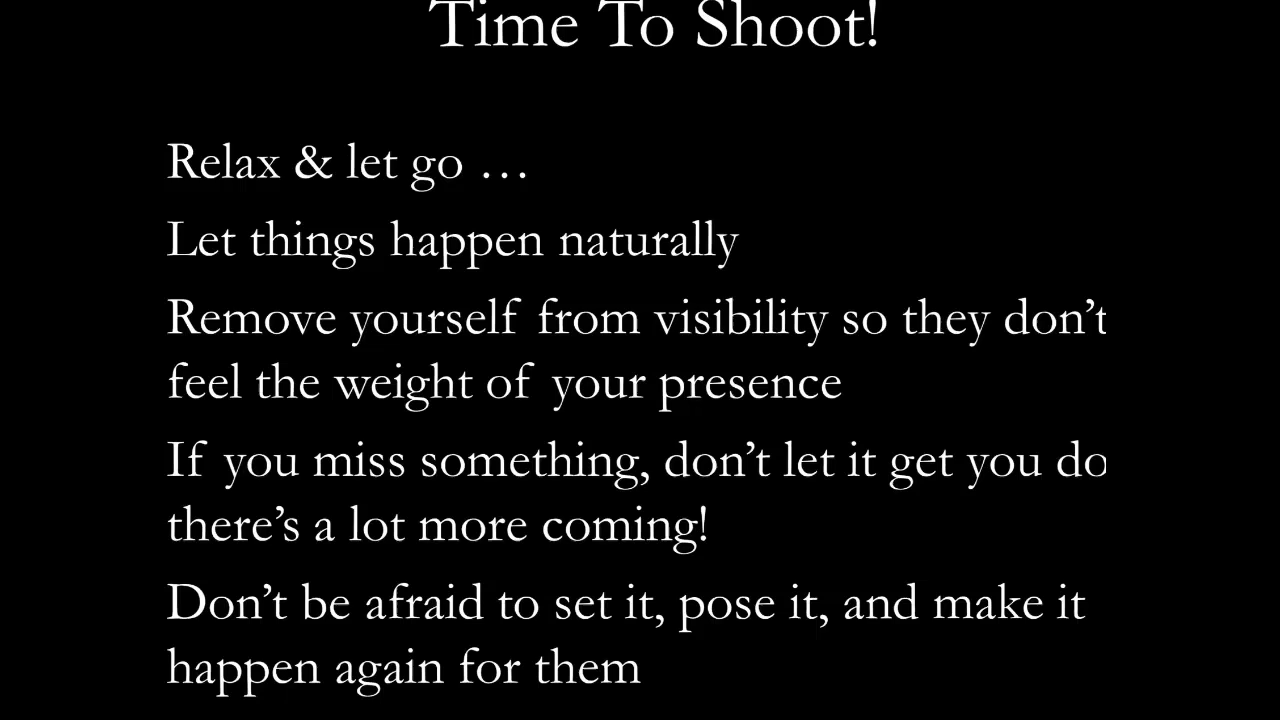 Time To Shoot!
Relax & let go …
Let things happen naturally
Remove yourself from visibility so they don’t
feel the weight of your presence
If you miss something, don’t let it get you
there’s a lot more coming!
Don’t be afraid to set it, pose it, and make it
happen again for them